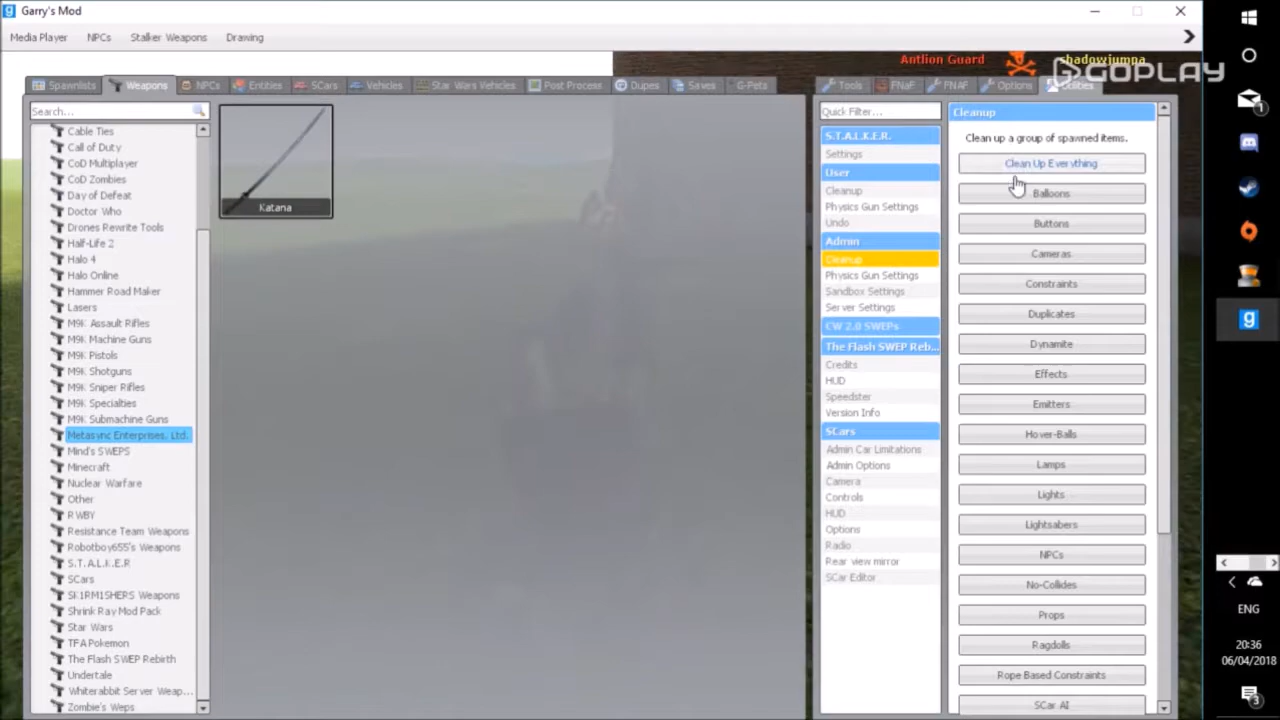 Garry's Mod
Media Player NPCs Stalker Weapons Drawing
Antlion Guard shadowjumpa
GOPLAY
Spawnlists Weapons NPCs Entities SCars Vehicles Star Wars Vehicles Post Process Dupes Saves G-Pets
Tools FNaF FNAF Options Utilities
Search...
Cable Ties
Call of Duty
CoD Multiplayer
CoD Zombies
Day of Defeat
Doctor Who
Drones Rewrite Tools
Half-Life 2
Halo 4
Halo Online
Hammer Road Maker
Lasers
M9K Assault Rifles
M9K Machine Guns
M9K Pistols
M9K Shotguns
M9K Sniper Rifles
M9K Specialties
M9K Submachine Guns
Metasync Enterprises, Ltd.
Mind's SWEPS
Minecraft
Nuclear Warfare
Other
RWBY
Resistance Team Weapons
Robotboy655's Weapons
S.T.A.L.K.E.R
SCars
SK1RM1SHERS Weapons
Shrink Ray Mod Pack
Star Wars
TFA Pokemon
The Flash SWEP Rebirth
Undertale
Whiterabbit Server Weap...
Zombie's Weps
Katana
Quick Filter...
S.T.A.L.K.E.R.
Settings
User
Cleanup
Physics Gun Settings
Undo
Admin
Cleanup
Physics Gun Settings
Sandbox Settings
Server Settings
CW 2.0 SWEPs
The Flash SWEP Reb...
Credits
HUD
Speedster
Version Info
SCars
Admin Car Limitations
Admin Options
Camera
Controls
HUD
Options
Radio
Rear view mirror
SCar Editor
Cleanup
Clean up a group of spawned items.
Clean Up Everything
Balloons
Buttons
Cameras
Constraints
Duplicates
Dynamite
Effects
Emitters
Hover-Balls
Lamps
Lights
Lightsabers
NPCs
No-Collides
Props
Ragdolls
Rope Based Constraints
SCar AI
1
g
ENG
20:36
06/04/2018
3